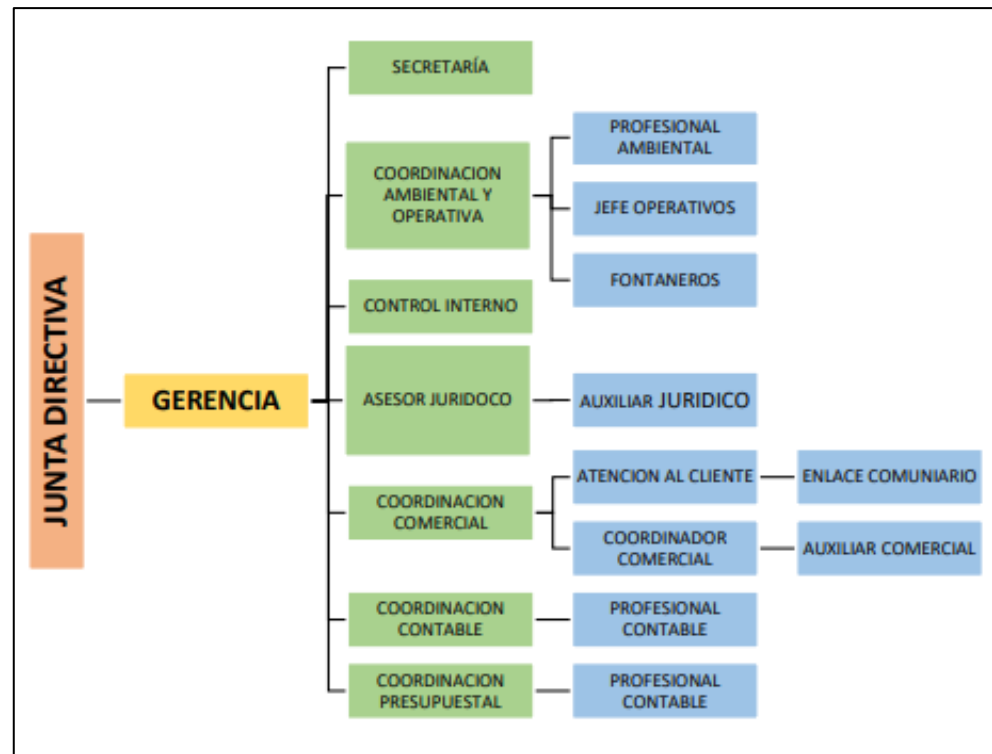 JUNTA DIRECTIVA
GERENCIA
SECRETARÍA
COORDINACION
AMBIENTAL Y
OPERATIVA
PROFESIONAL
AMBIENTAL
JEFE OPERATIVOS
FONTANEROS
CONTROL INTERNO
ASESOR JURIDOCO
AUXILIAR JURIDICO
COORDINACION
COMERCIAL
ATENCION AL CLIENTE
ENLACE COMUNIARIO
COORDINADOR
COMERCIAL
AUXILIAR COMERCIAL
COORDINACION
CONTABLE
PROFESIONAL
CONTABLE
COORDINACION
PRESUPUESTAL
PROFESIONAL
CONTABLE